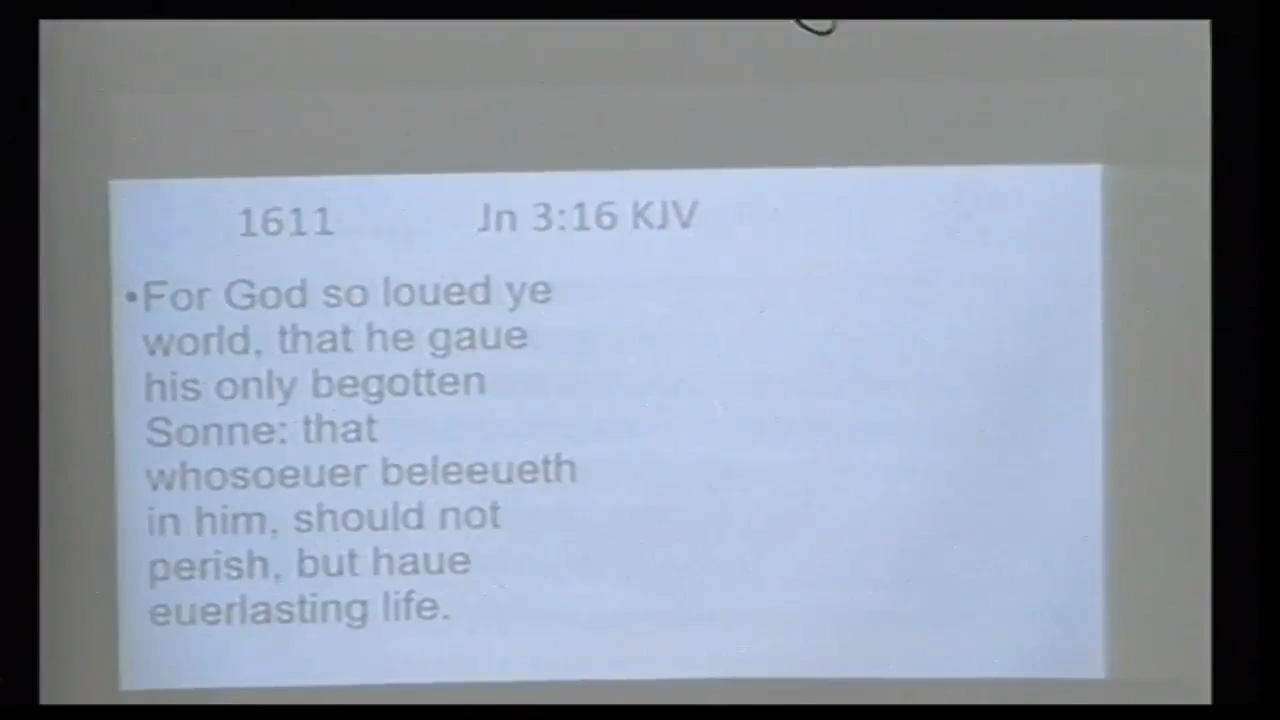 1611 Jn 3:16 KJV
•For God so loued ye
world, that he gaue
his only begotten
Sonne: that
whosoeuer beleeueth
in him, should not
perish, but haue
euerlasting life.